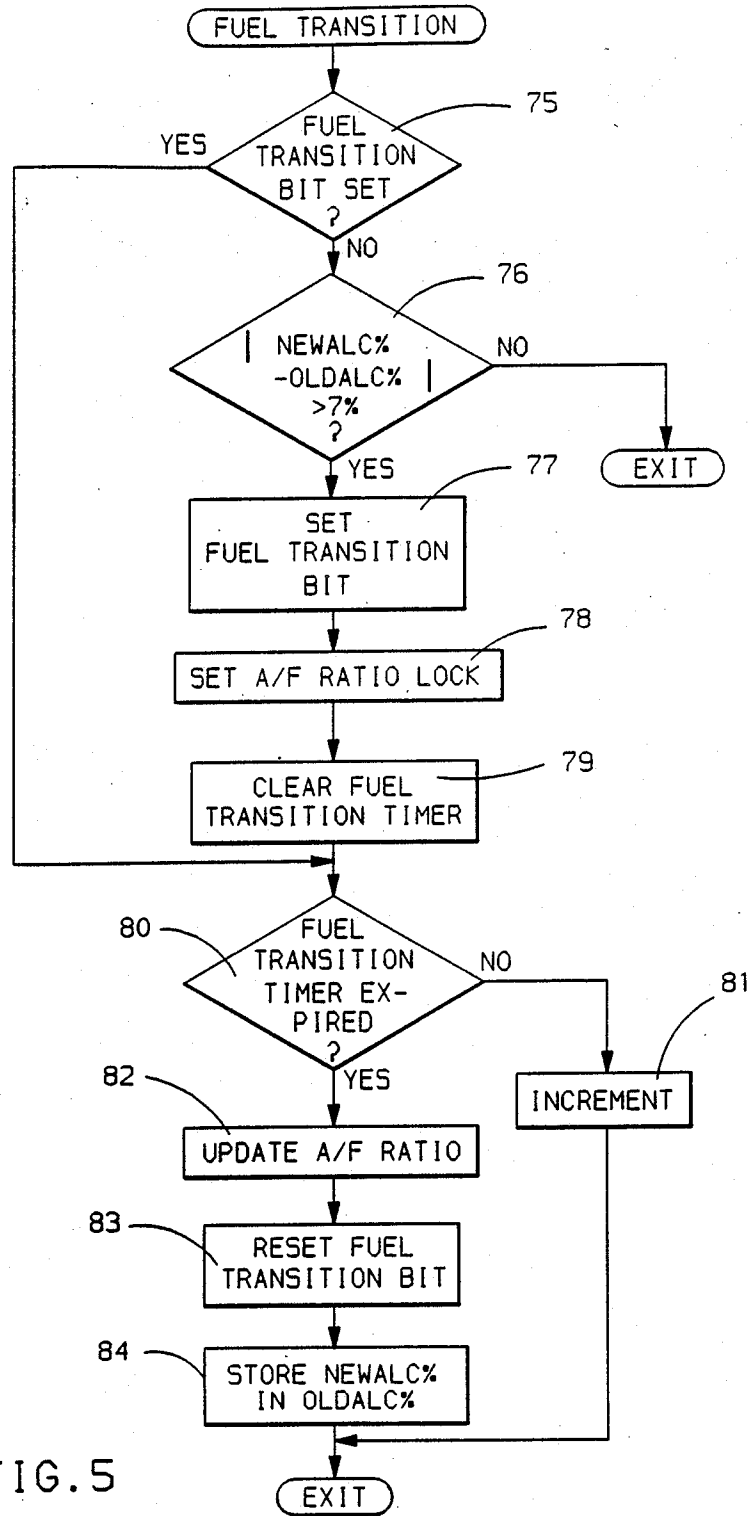 FUEL TRANSITION
75
FUEL
TRANSITION
BIT SET
?
YES
NO
76
| NEWALC%
-OLDALC% |
>7%
?
NO
EXIT
YES
77
SET
FUEL TRANSITION
BIT
78
SET A/F RATIO LOCK
79
CLEAR FUEL
TRANSITION TIMER
80
FUEL
TRANSITION
TIMER EX-
PIRED
?
NO
81
INCREMENT
YES
82
UPDATE A/F RATIO
83
RESET FUEL
TRANSITION BIT
84
STORE NEWALC%
IN OLDALC%
EXIT
FIG.5